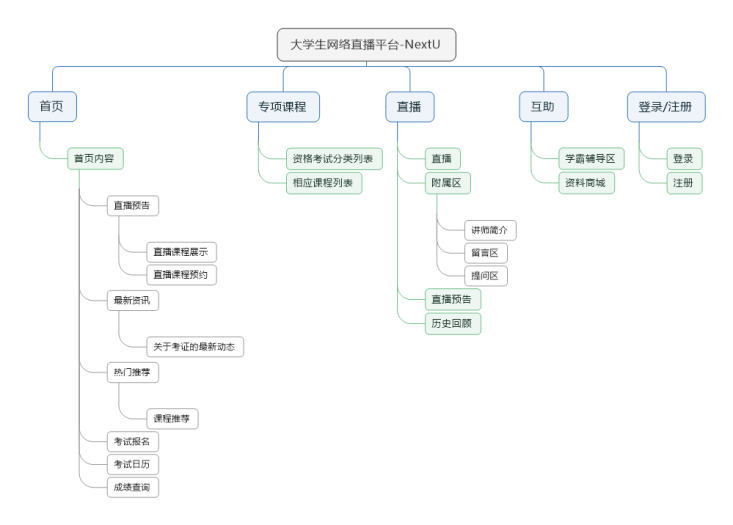 大学生网络直播平台-NextU
首页
专项课程
直播
互助
登录/注册
首页内容
资格考试分类列表
直播
学霸辅导区
登录
相应课程列表
附属区
资料商城
注册
直播预告
讲师简介
直播课程展示
留言区
直播课程预约
提问区
最新资讯
直播预告
历史回顾
关于考证的最新动态
热门推荐
课程推荐
考试报名
考试日历
成绩查询